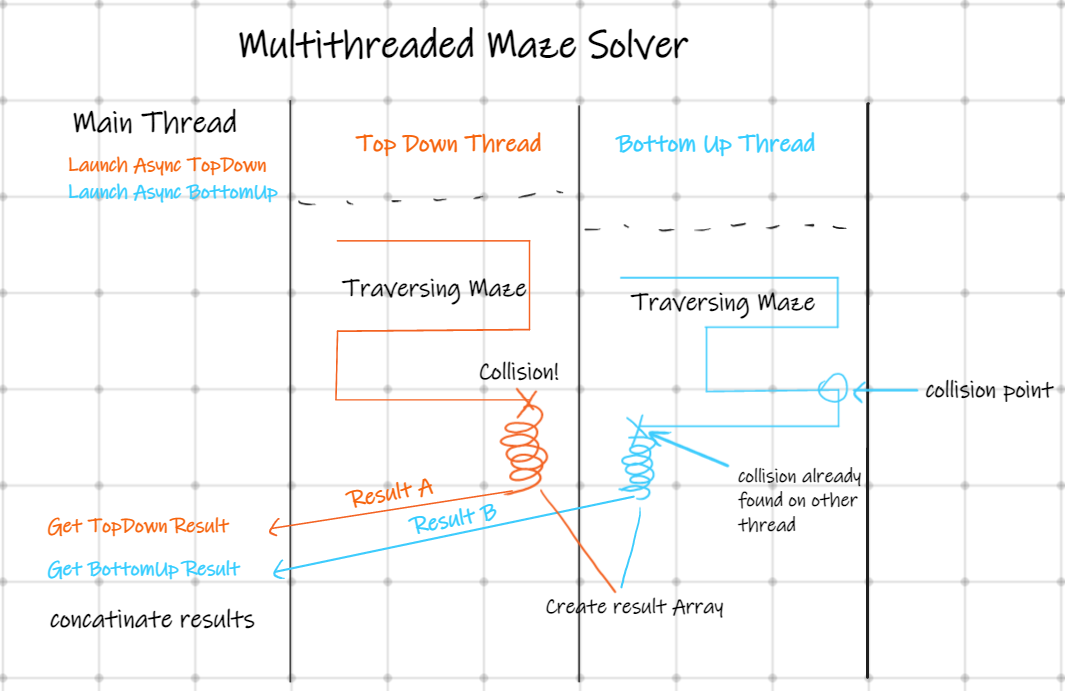 Multithreaded Maze Solver
Main Thread
Launch Async TopDown
Launch Async BottomUp
Top Down Thread
Bottom Up Thread
Traversing Maze
Traversing Maze
Collision!
collision point
collision already
found on other
thread
Result A
Result B
Get TopDown Result
Get BottomUp Result
Create result Array
concatinate results